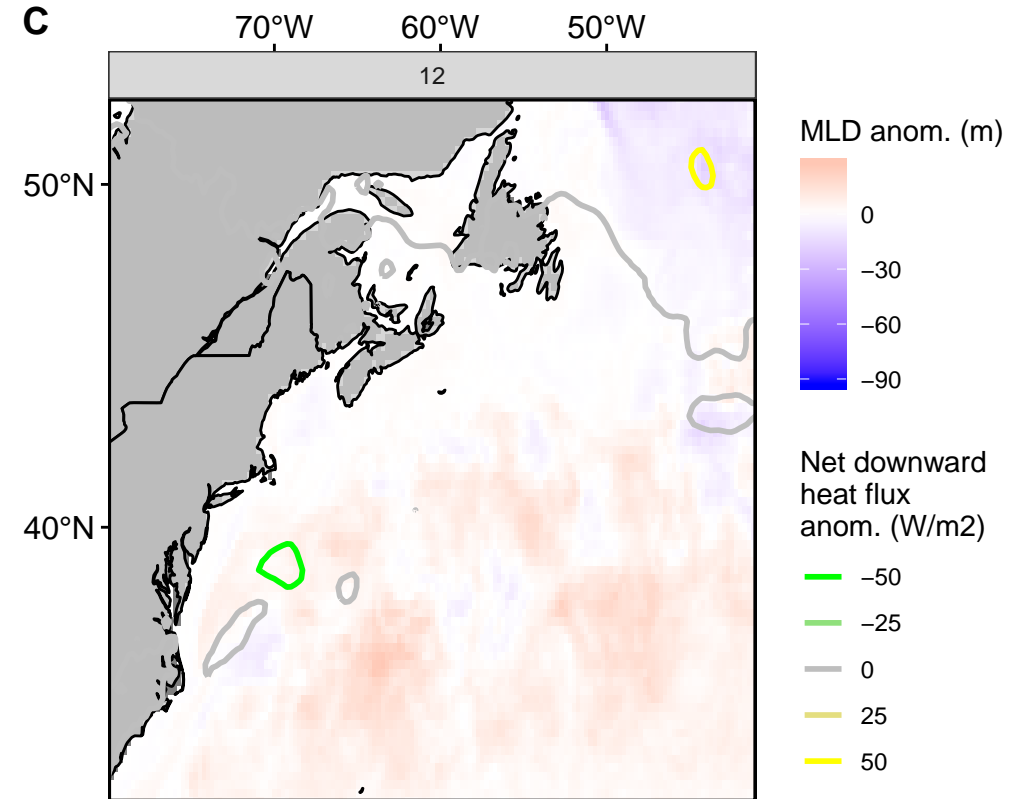 C
70°W 60°W 50°W
12
50°N
40°N
MLD anom. (m)
0
−30
−60
−90
Net downward
heat flux
anom. (W/m2)
−50
−25
0
25
50